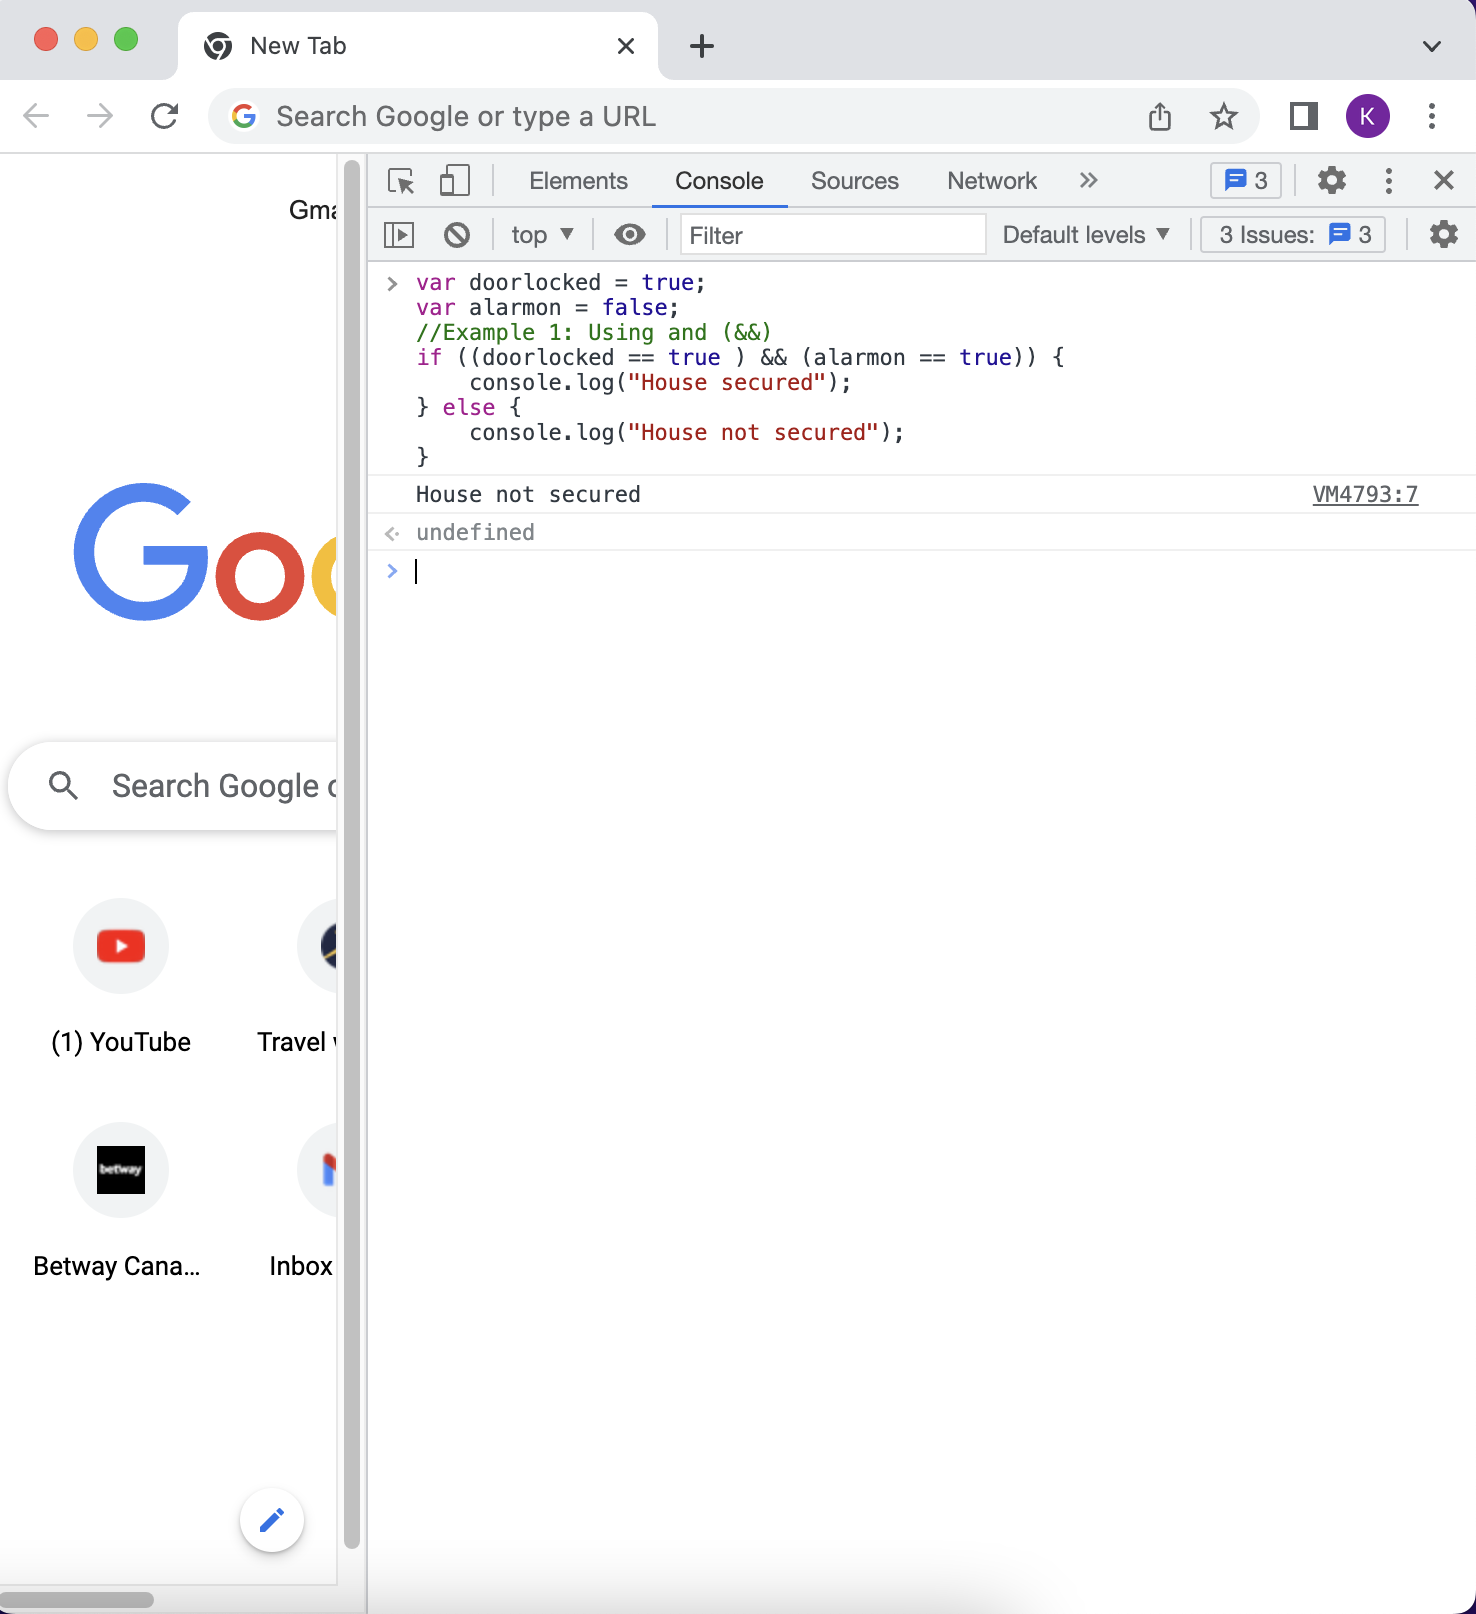 New Tab
Search Google or type a URL
K
Gma
Elements Console Sources Network 3
top Filter Default levels 3 Issues: 3
var doorlocked = true;
var alarmon = false;
//Example 1: Using and (&&)
if ((doorlocked == true ) && (alarmon == true)) {
    console.log("House secured");
} else {
    console.log("House not secured");
}
House not secured VM4793:7
undefined
Goo
Search Google o
(1) YouTube Travel
betway
Betway Cana... Inbox